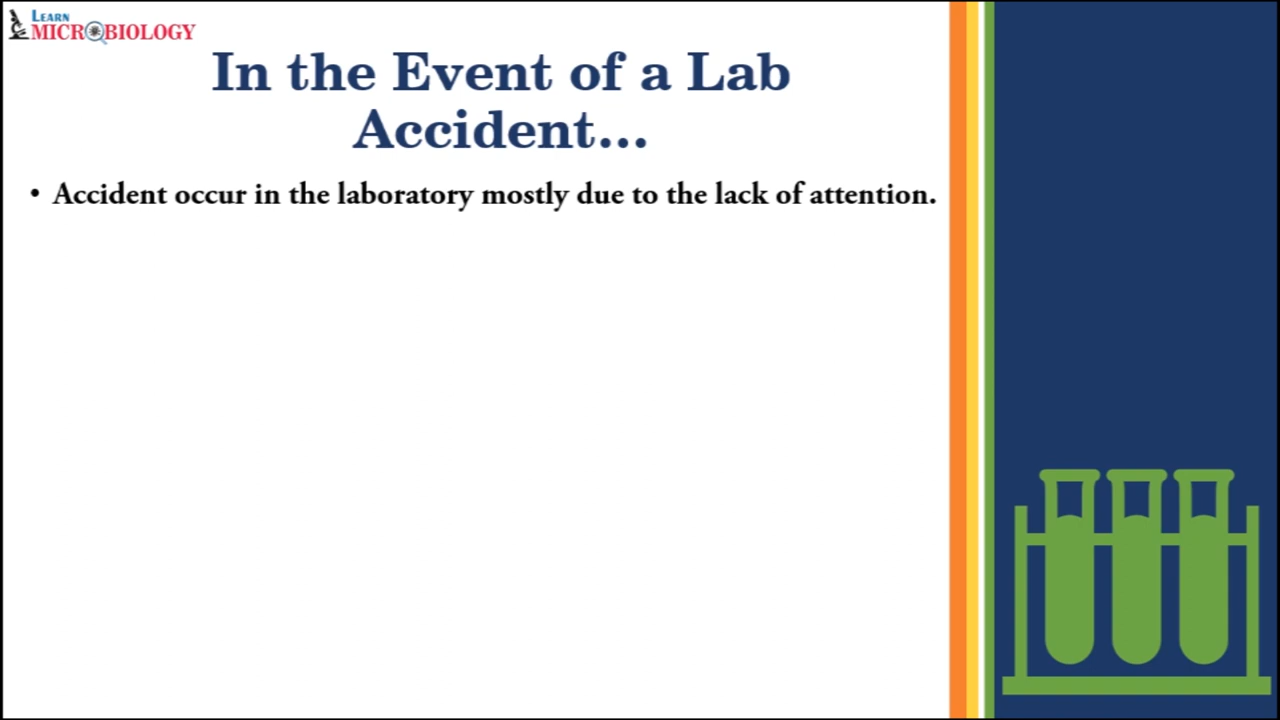 LEARN
MICROBIOLOGY
In the Event of a Lab
Accident...
• Accident occur in the laboratory mostly due to the lack of attention.